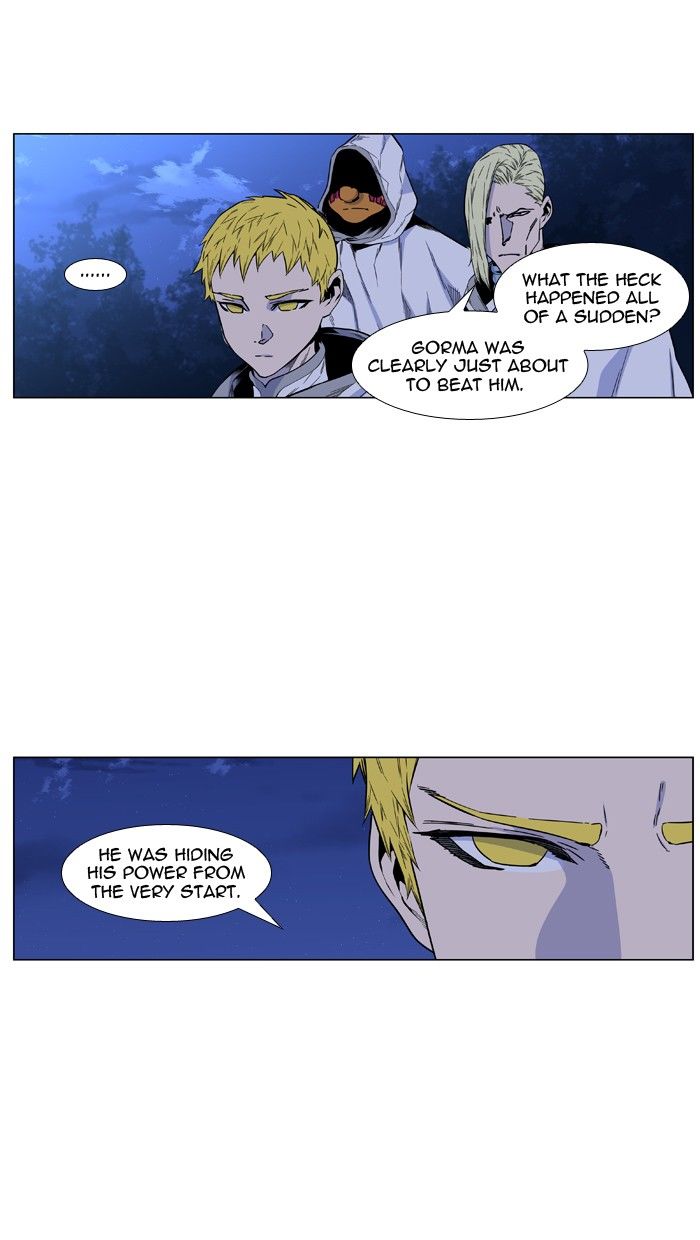 ......
WHAT THE HECK
HAPPENED ALL
OF A SUDDEN?
GORMA WAS
CLEARLY JUST ABOUT
TO BEAT HIM.
HE WAS HIDING
HIS POWER FROM
THE VERY START.